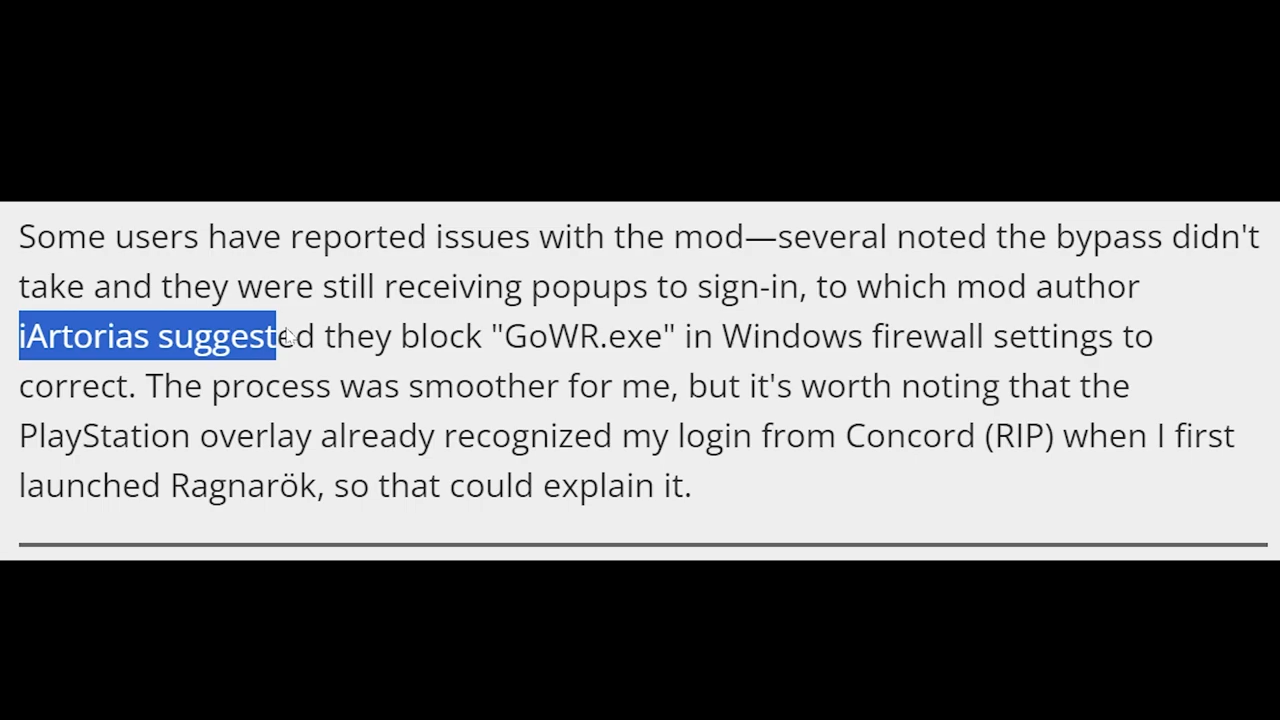 Some users have reported issues with the mod—several noted the bypass didn't
take and they were still receiving popups to sign-in, to which mod author
iArtorias suggested they block "GoWR.exe" in Windows firewall settings to
correct. The process was smoother for me, but it's worth noting that the
PlayStation overlay already recognized my login from Concord (RIP) when I first
launched Ragnarök, so that could explain it.